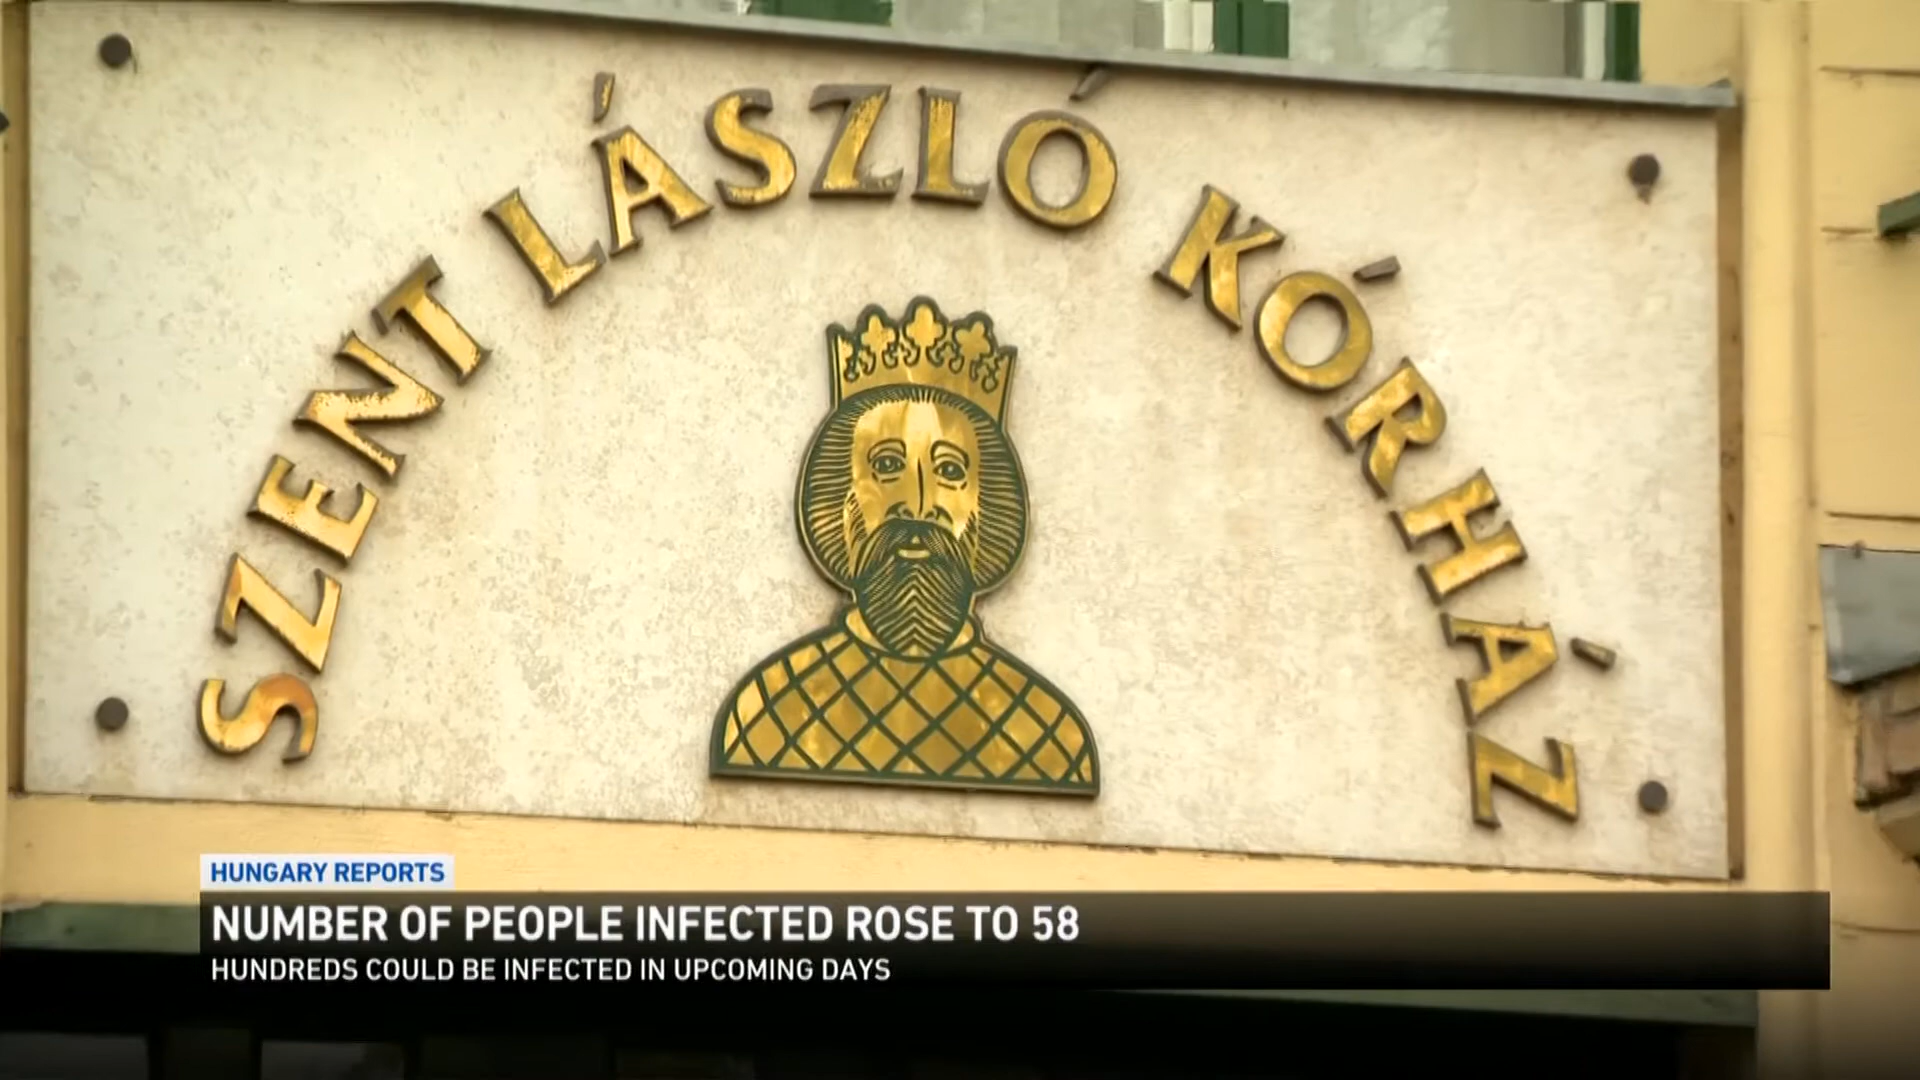 SZENT LÁSZLÓ KÓRHÁZ
HUNGARY REPORTS
NUMBER OF PEOPLE INFECTED ROSE TO 58
HUNDREDS COULD BE INFECTED IN UPCOMING DAYS